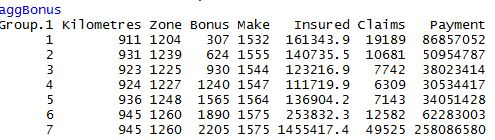 aggBonus
Group.1 Kilometres Zone Bonus Make Insured Claims Payment
1 911 1204 307 1532 161343.9 19189 86857052
2 931 1239 624 1555 140735.5 10681 50954787
3 923 1225 930 1544 123216.9 7742 38023414
4 924 1227 1240 1547 111719.9 6309 30534417
5 936 1248 1565 1564 136904.2 7143 34051428
6 945 1260 1890 1575 253832.3 12582 62283003
7 945 1260 2205 1575 1455417.4 49525 258086580